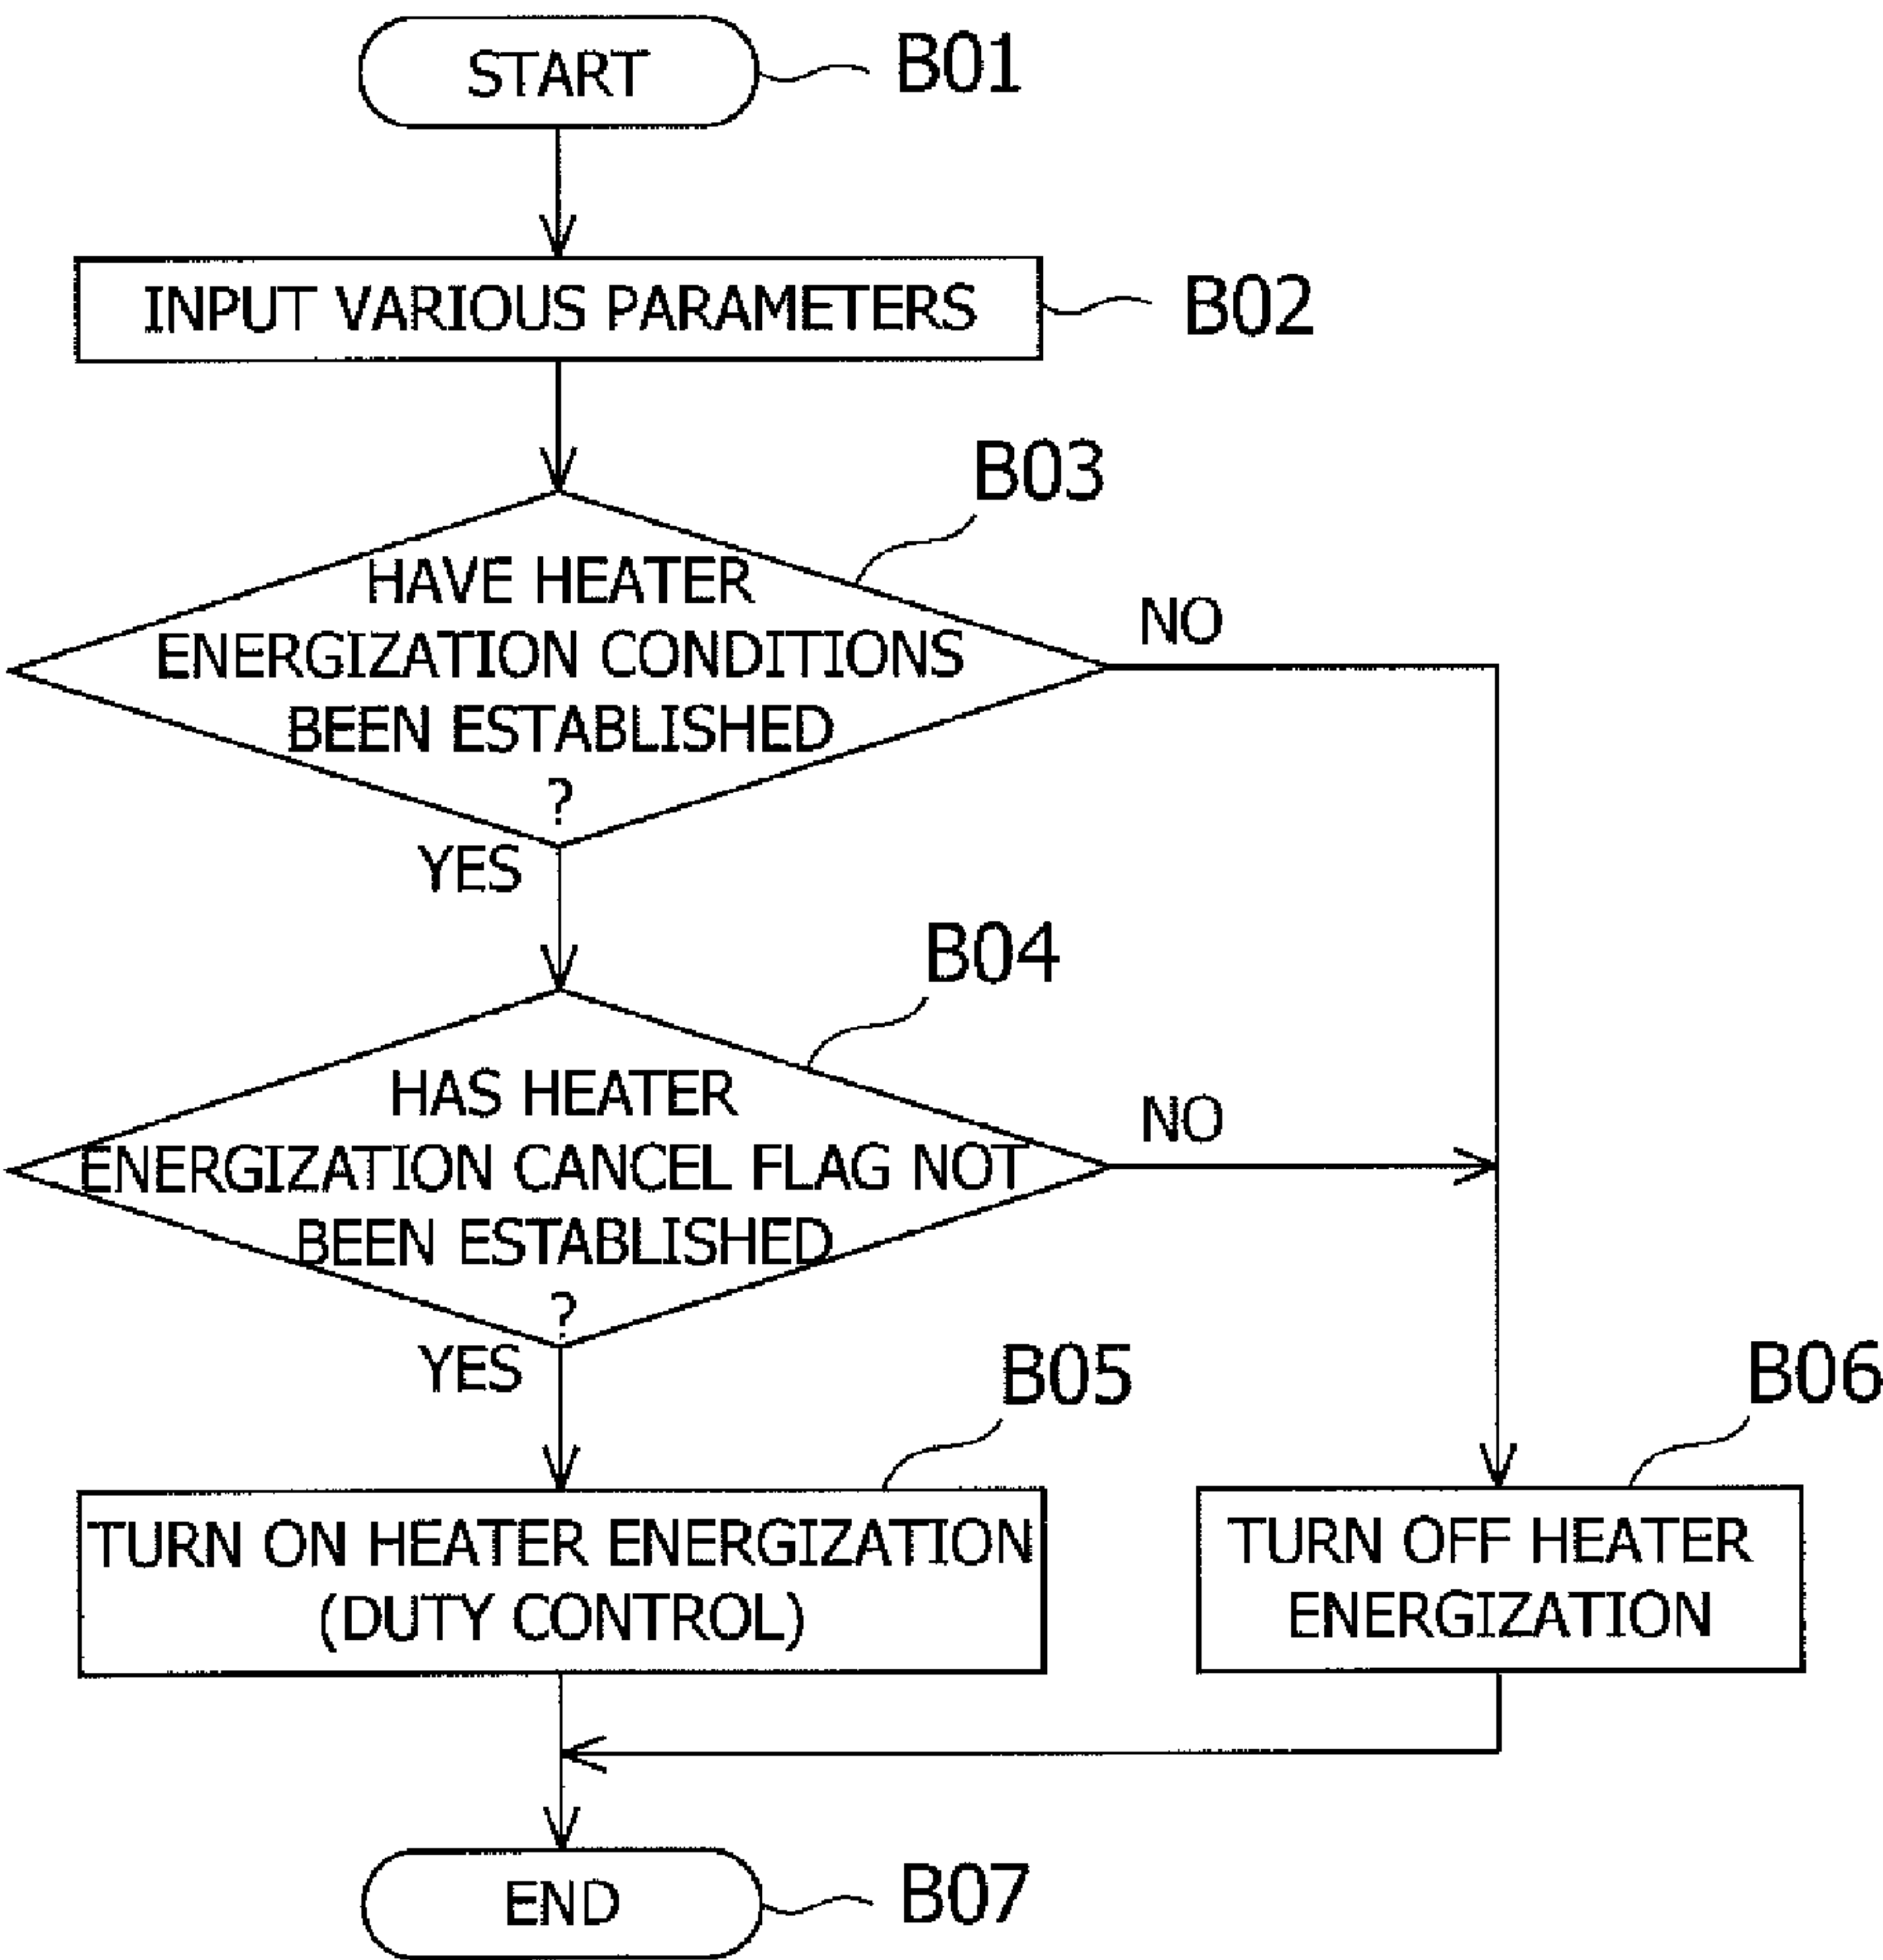 START
B01
INPUT VARIOUS PARAMETERS
B02
B03
HAVE HEATER
ENERGIZATION CONDITIONS
BEEN ESTABLISHED
?
NO
YES
B04
HAS HEATER
ENERGIZATION CANCEL FLAG NOT
BEEN ESTABLISHED
?
NO
YES
B05
TURN ON HEATER ENERGIZATION
(DUTY CONTROL)
B06
TURN OFF HEATER
ENERGIZATION
END
B07